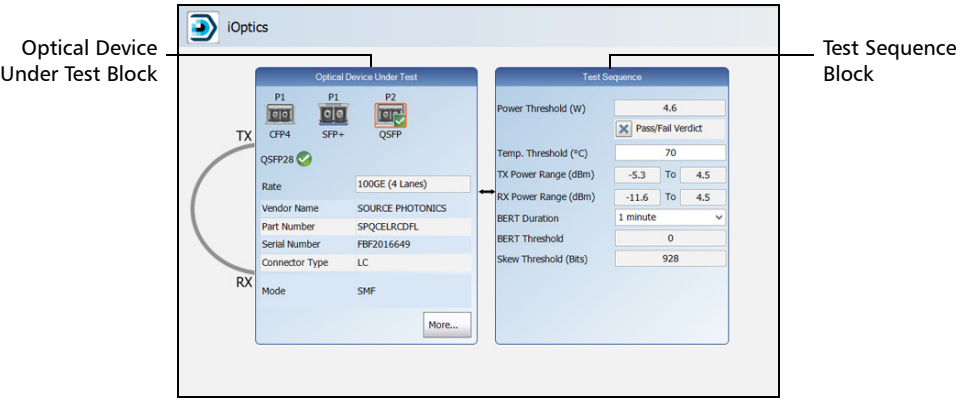 iOptics
Optical Device
Under Test Block
Test Sequence
Block
Optical Device Under Test
P1 P1 P2
CFP4 SFP+ QSFP
TX
QSFP28
Rate 100GE (4 Lanes)
Vendor Name SOURCE PHOTONICS
Part Number SPQCELRCDFL
Serial Number FBF2016649
Connector Type LC
RX
Mode SMF
More...
Test Sequence
Power Threshold (W) 4.6
Pass/Fail Verdict
Temp. Threshold (°C) 70
TX Power Range (dBm) -5.3 To 4.5
RX Power Range (dBm) -11.6 To 4.5
BERT Duration 1 minute
BERT Threshold 0
Skew Threshold (Bits) 928